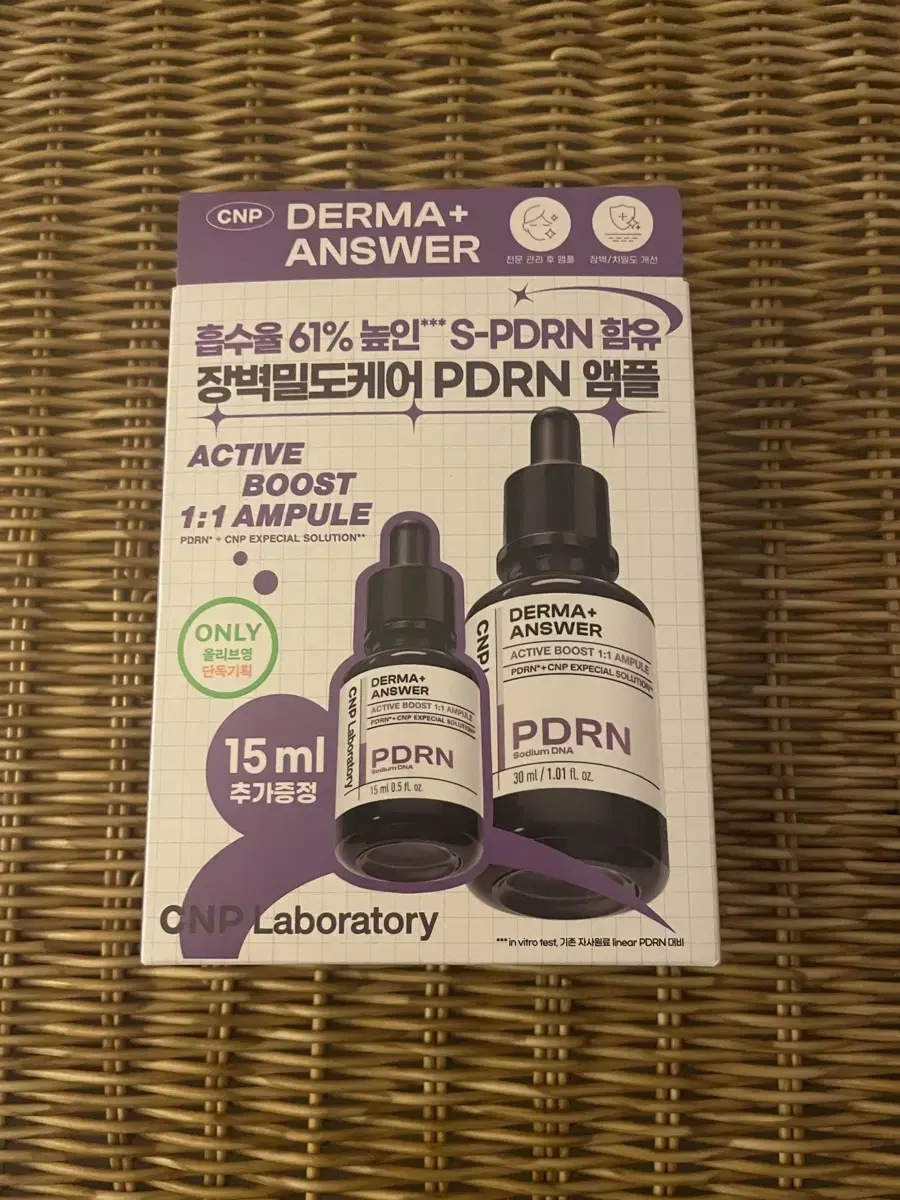 CNP
DERMA+
ANSWER
전문 관리 후 앰플
장벽/치밀도 개선
흡수율 61% 높인*** S-PDRN 함유
장벽밀도케어 PDRN 앰플
ACTIVE
BOOST
1:1 AMPULE
PDRN* + CNP EXPECIAL SOLUTION**
ONLY
올리브영
단독기획
15 ml
추가증정
CNP Laboratory
DERMA+
ANSWER
ACTIVE BOOST 1:1 AMPULE
PDRN*+CNP EXPECIAL SOLUTION**
PDRN
Sodium DNA
15 ml 0.5 fl. oz.
CNP
DERMA+
ANSWER
ACTIVE BOOST 1:1 AMPULE
PDRN*+CNP EXPECIAL SOLUTION**
PDRN
Sodium DNA
30 ml / 1.01 fl. oz.
CNP Laboratory
*** in vitro test, 기존 자사원료 linear PDRN 대비